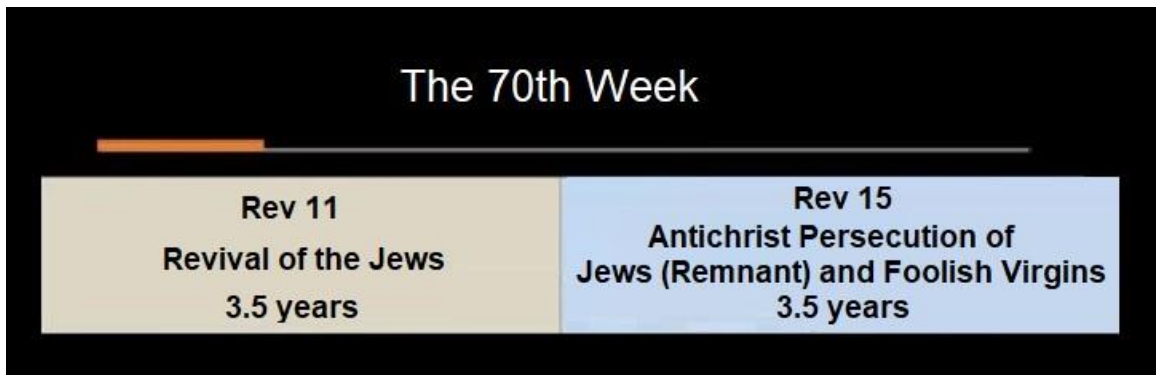 The 70th Week
Rev 11
Revival of the Jews
3.5 years
Rev 15
Antichrist Persecution of
Jews (Remnant) and Foolish Virgins
3.5 years